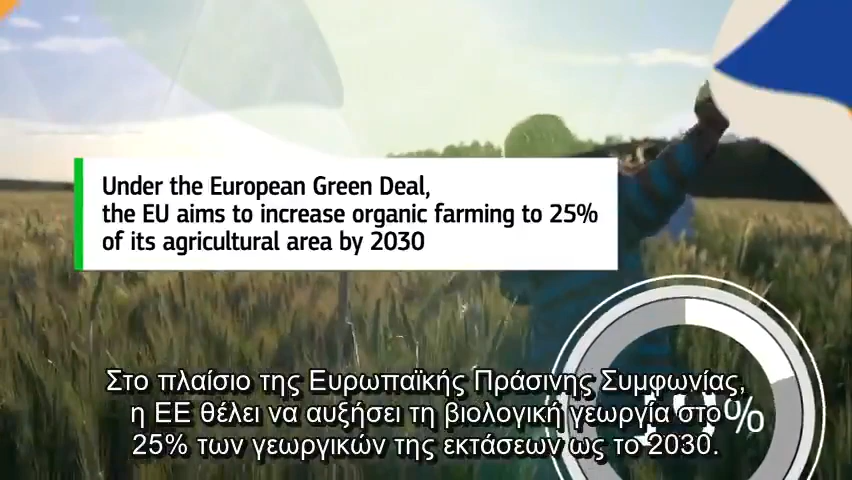 Under the European Green Deal,
the EU aims to increase organic farming to 25%
of its agricultural area by 2030
Στο πλαίσιο της Ευρωπαϊκής Πράσινης Συμφωνίας,
η ΕΕ θέλει να αυξήσει τη βιολογική γεωργία στο
25% των γεωργικών της εκτάσεων ως το 2030.
%